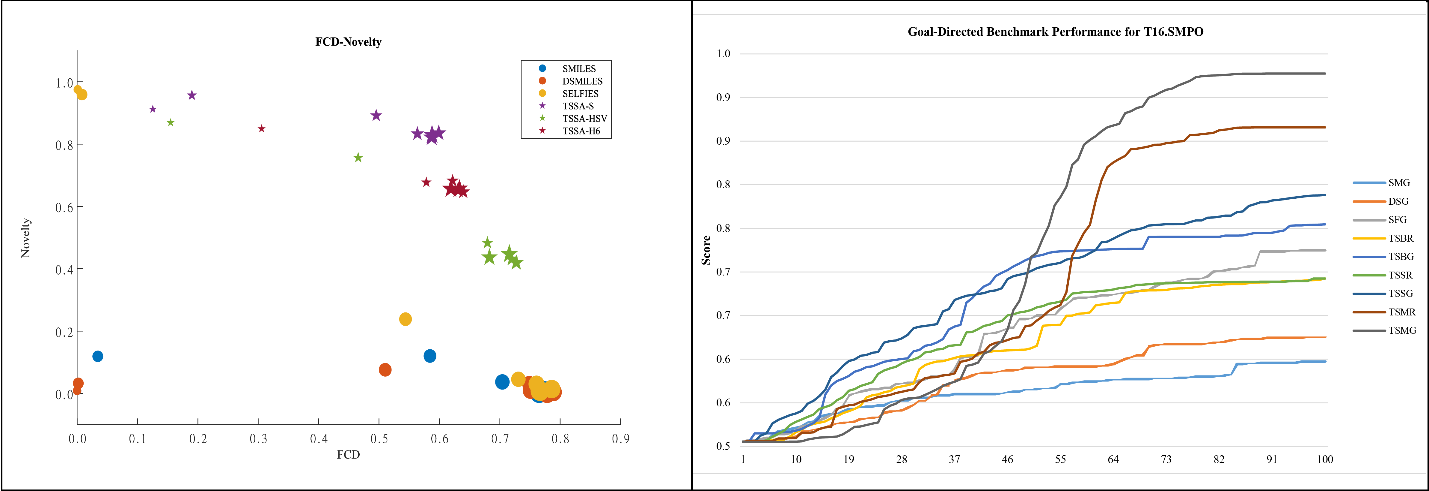 FCD-Novelty
SMILES
DSMILES
SELFIES
TSSA-S
TSSA-HSV
TSSA-H6
1.0
0.8
0.6
0.4
0.2
0.0
Novelty
0.0 0.1 0.2 0.3 0.4 0.5 0.6 0.7 0.8 0.9
FCD
Goal-Directed Benchmark Performance for T16.SMPO
1.0
0.9
0.9
0.8
0.8
0.7
0.7
0.6
0.6
0.5
Score
1 10 19 28 37 46 55 64 73 82 91 100
SMG
DSG
SFG
TSBR
TSBG
TSSR
TSSG
TSMR
TSMG